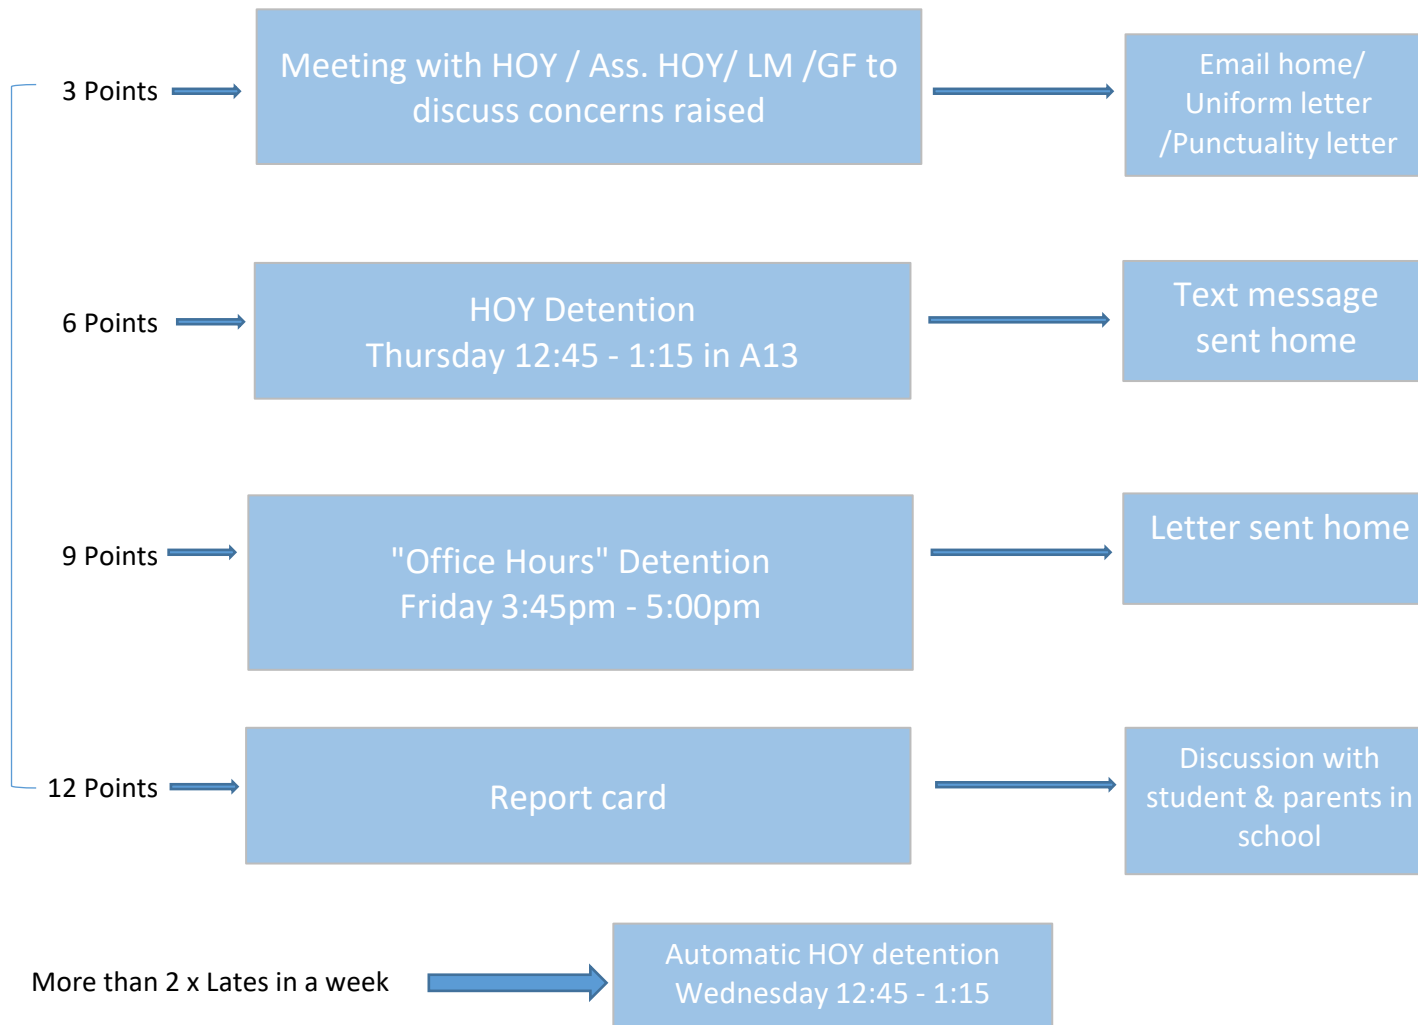 3 Points
Meeting with HOY / Ass. HOY/ LM /GF to
discuss concerns raised
Email home/
Uniform letter
/Punctuality letter
6 Points
HOY Detention
Thursday 12:45 - 1:15 in A13
Text message
sent home
9 Points
"Office Hours" Detention
Friday 3:45pm - 5:00pm
Letter sent home
12 Points
Report card
Discussion with
student & parents in
school
More than 2 x Lates in a week
Automatic HOY detention
Wednesday 12:45 - 1:15